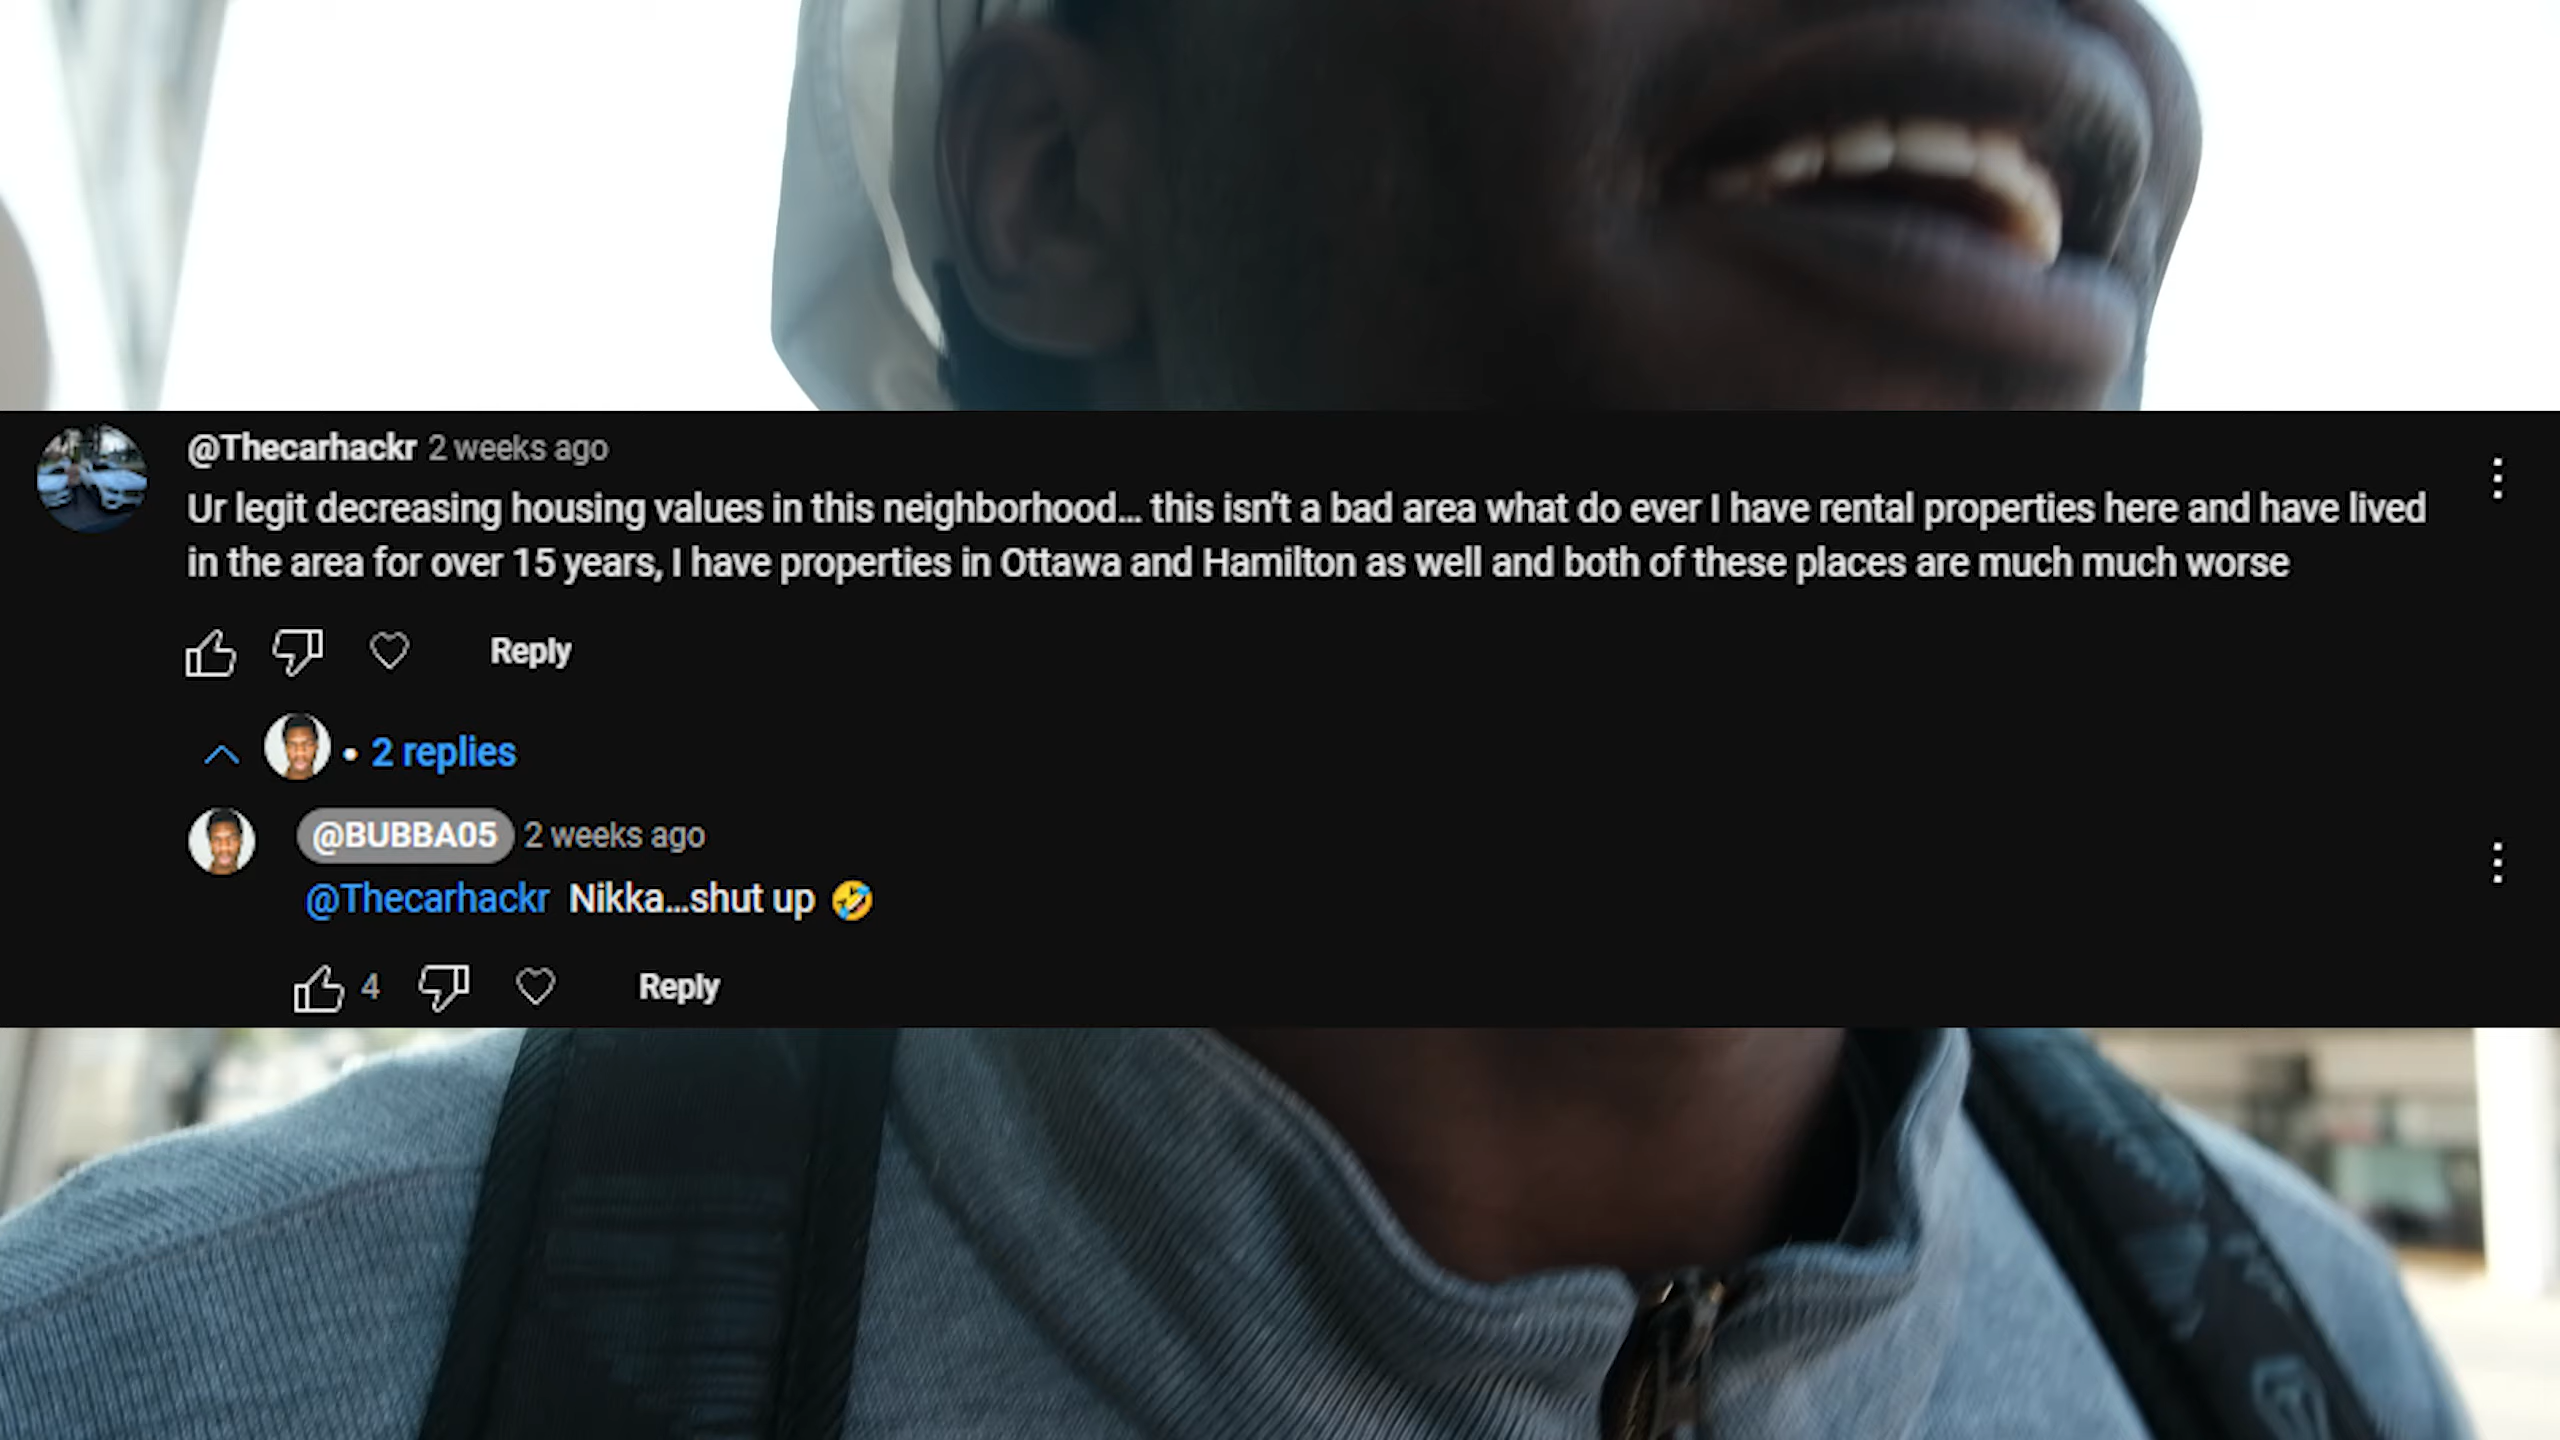 @Thecarhackr 2 weeks ago
Ur legit decreasing housing values in this neighborhood... this isn't a bad area what do ever I have rental properties here and have lived
in the area for over 15 years, I have properties in Ottawa and Hamilton as well and both of these places are much much worse
Reply
• 2 replies
@BUBBA05 2 weeks ago
@Thecarhackr Nikka...shut up 🤣
4 Reply